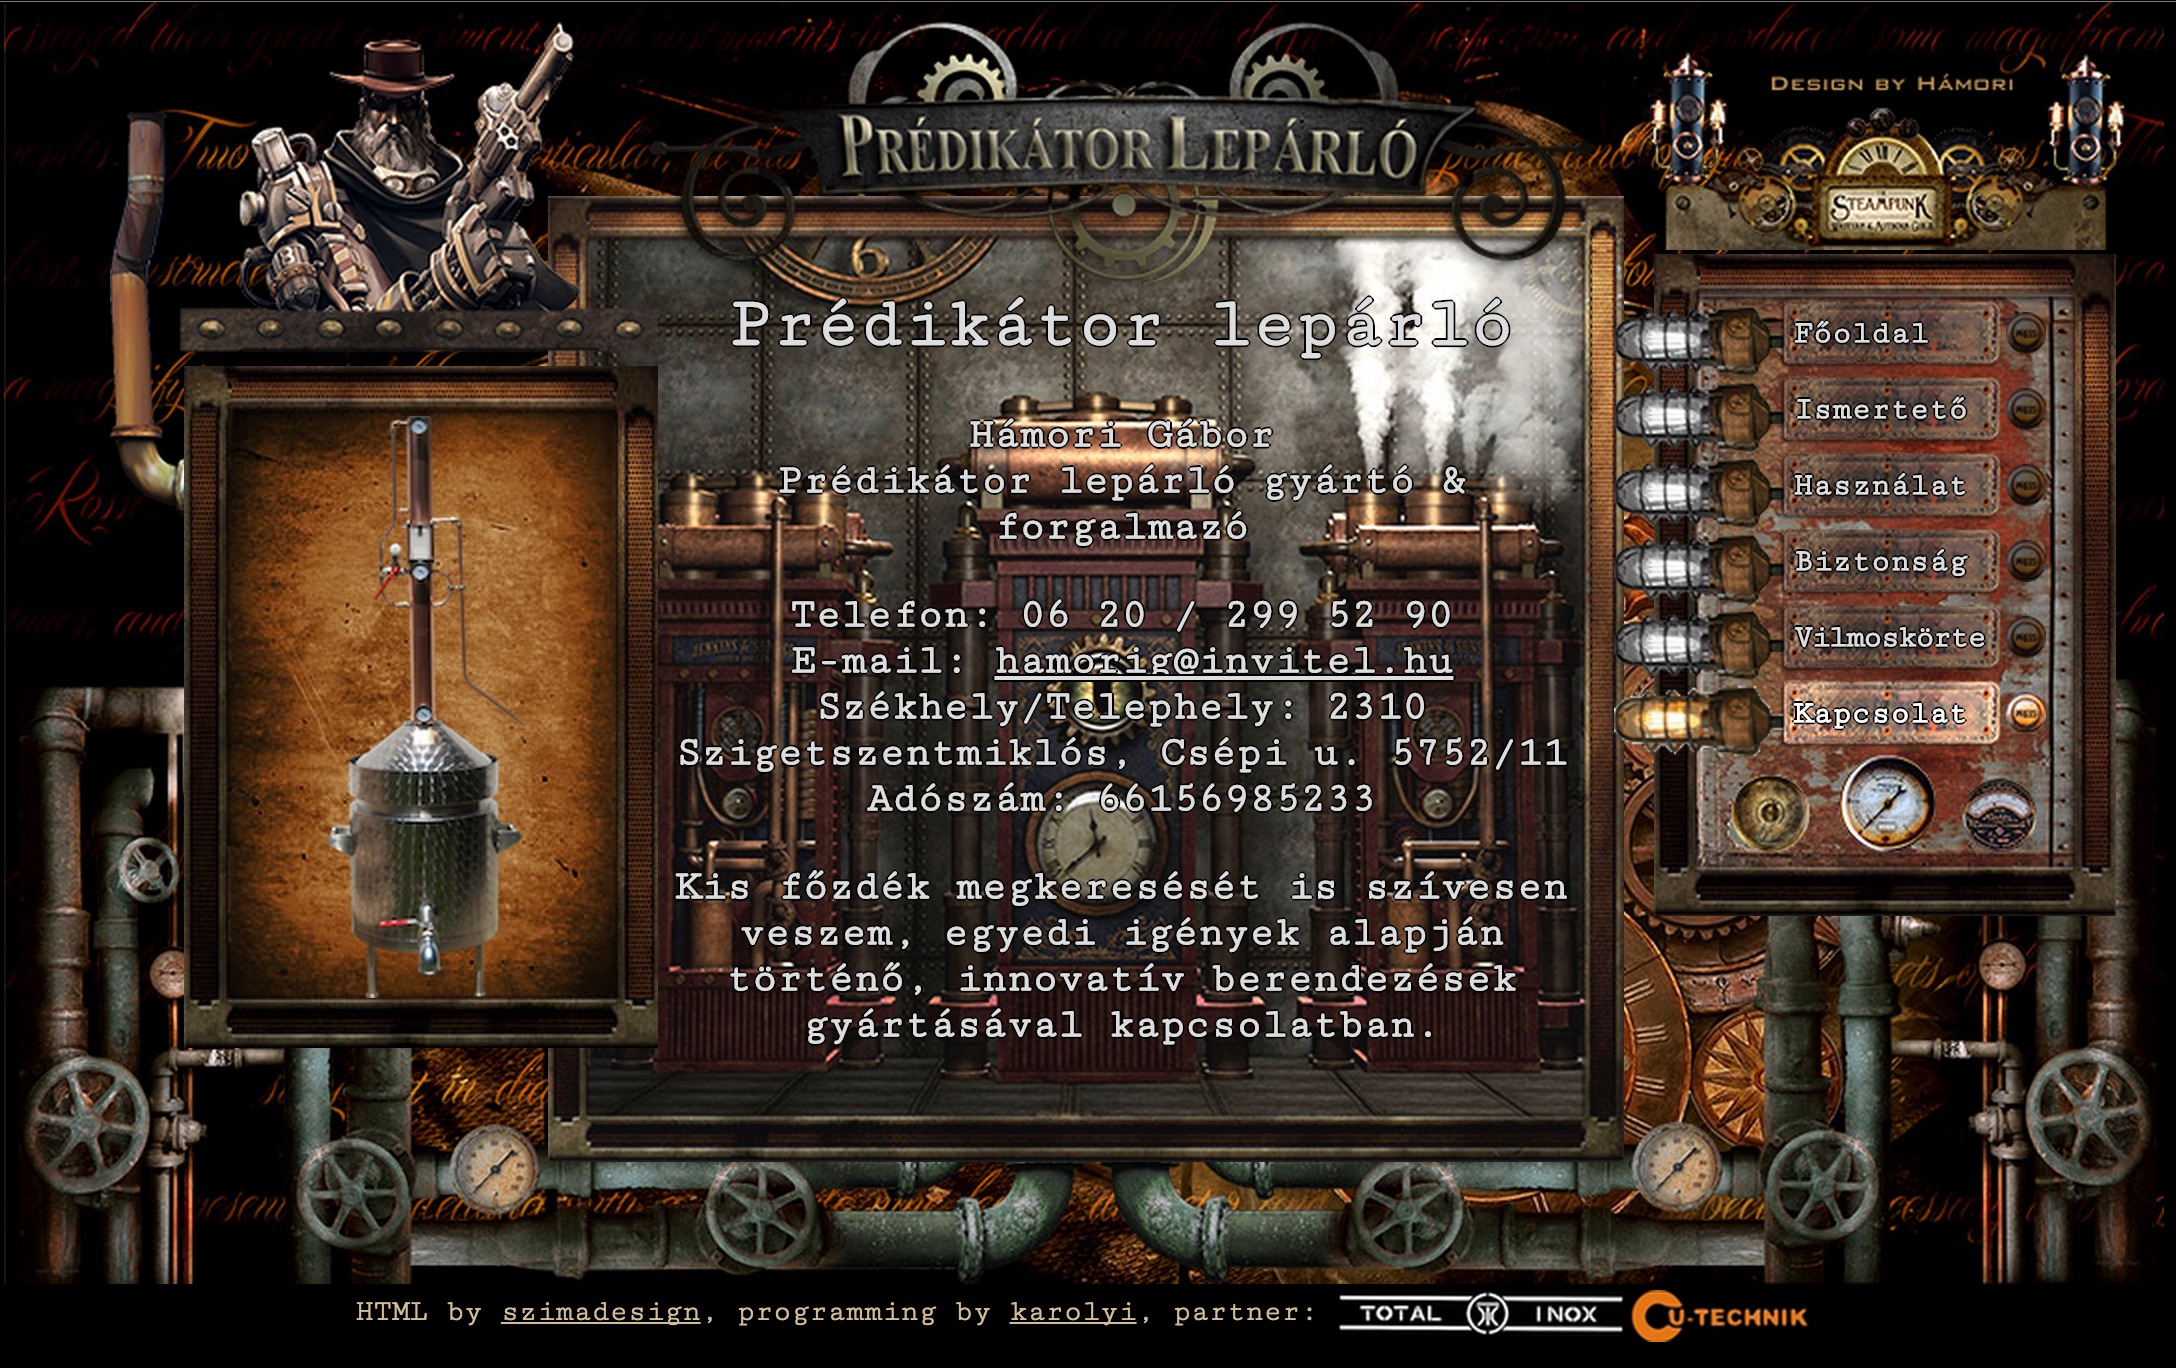 PRÉDIKÁTOR LEPÁRLÓ
DESIGN BY HÁMORI
STEAMPUNK
Prédikátor lepárló
Hámori Gábor
Prédikátor lepárló gyártó &
forgalmazó
Telefon: 06 20 / 299 52 90
E-mail: hamorig@invitel.hu
Székhely/Telephely: 2310
Szigetszentmiklós, Csépi u. 5752/11
Adószám: 66156985233
Kis főzdék megkeresését is szívesen
veszem, egyedi igények alapján
történő, innovatív berendezések
gyártásával kapcsolatban.
Főoldal
Ismertető
Használat
Biztonság
Vilmoskörte
Kapcsolat
HTML by szimadesign, programming by karolyi, partner: TOTAL INOX CU-TECHNIK